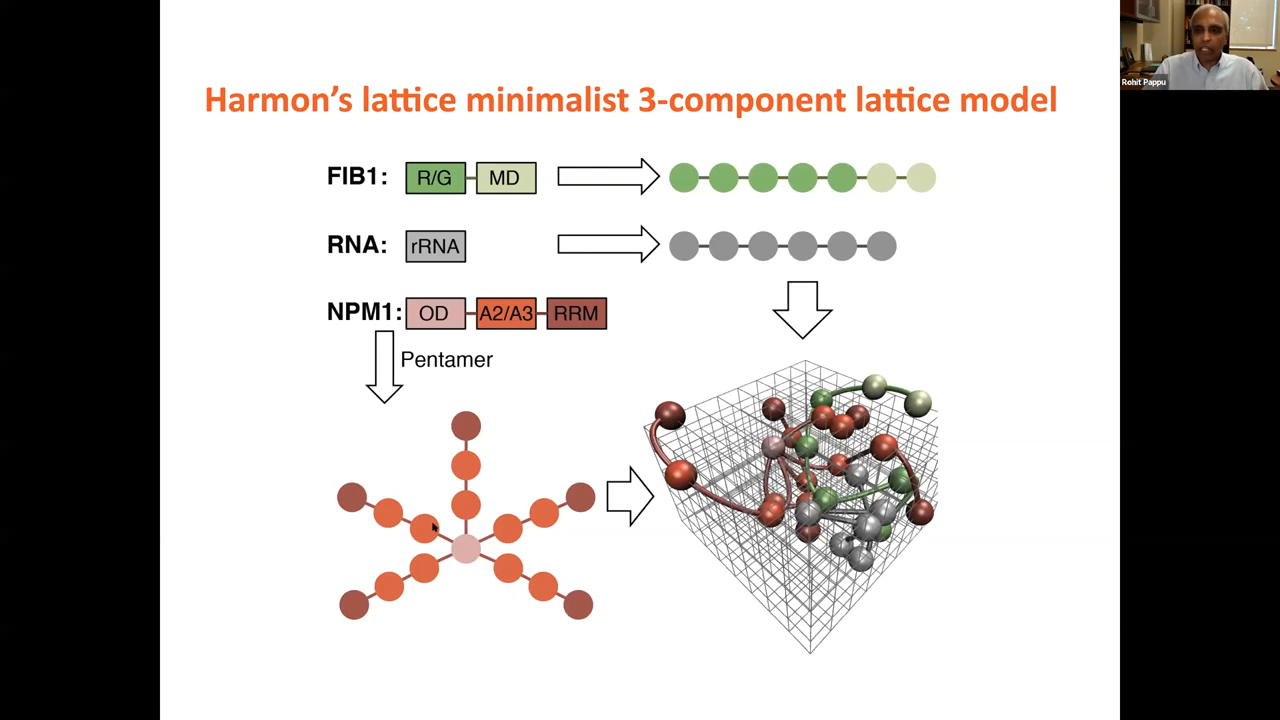 Rohit Pappu
Harmon's lattice minimalist 3-component lattice model
FIB1: R/G MD
RNA: rRNA
NPM1: OD A2/A3 RRM
Pentamer